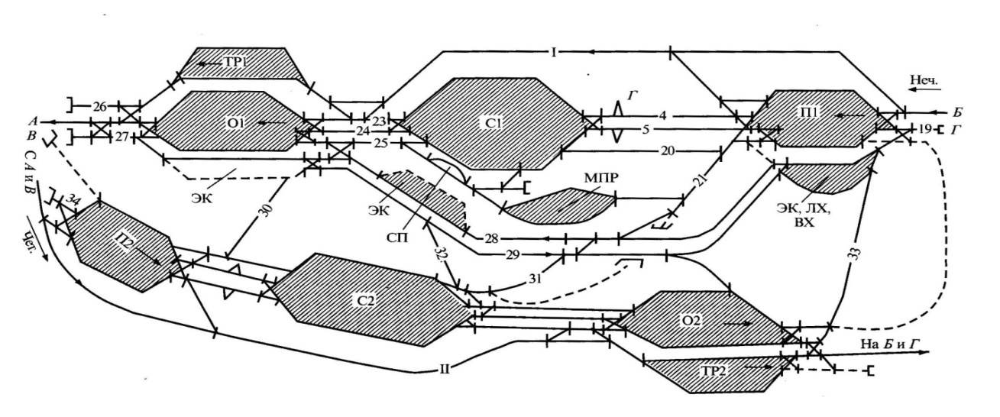 I
ТР1
Неч.
Г
Б
26
О1
23
С1
4
П1
А
24
5
19
Г
В
27
25
20
С А и В
ЭК
ЭК
МПР
21
ЭК, ЛХ,
ВХ
34
30
СП
28
Чет.
П2
32
29
33
31
С2
О2
На Б и Г
II
ТР2